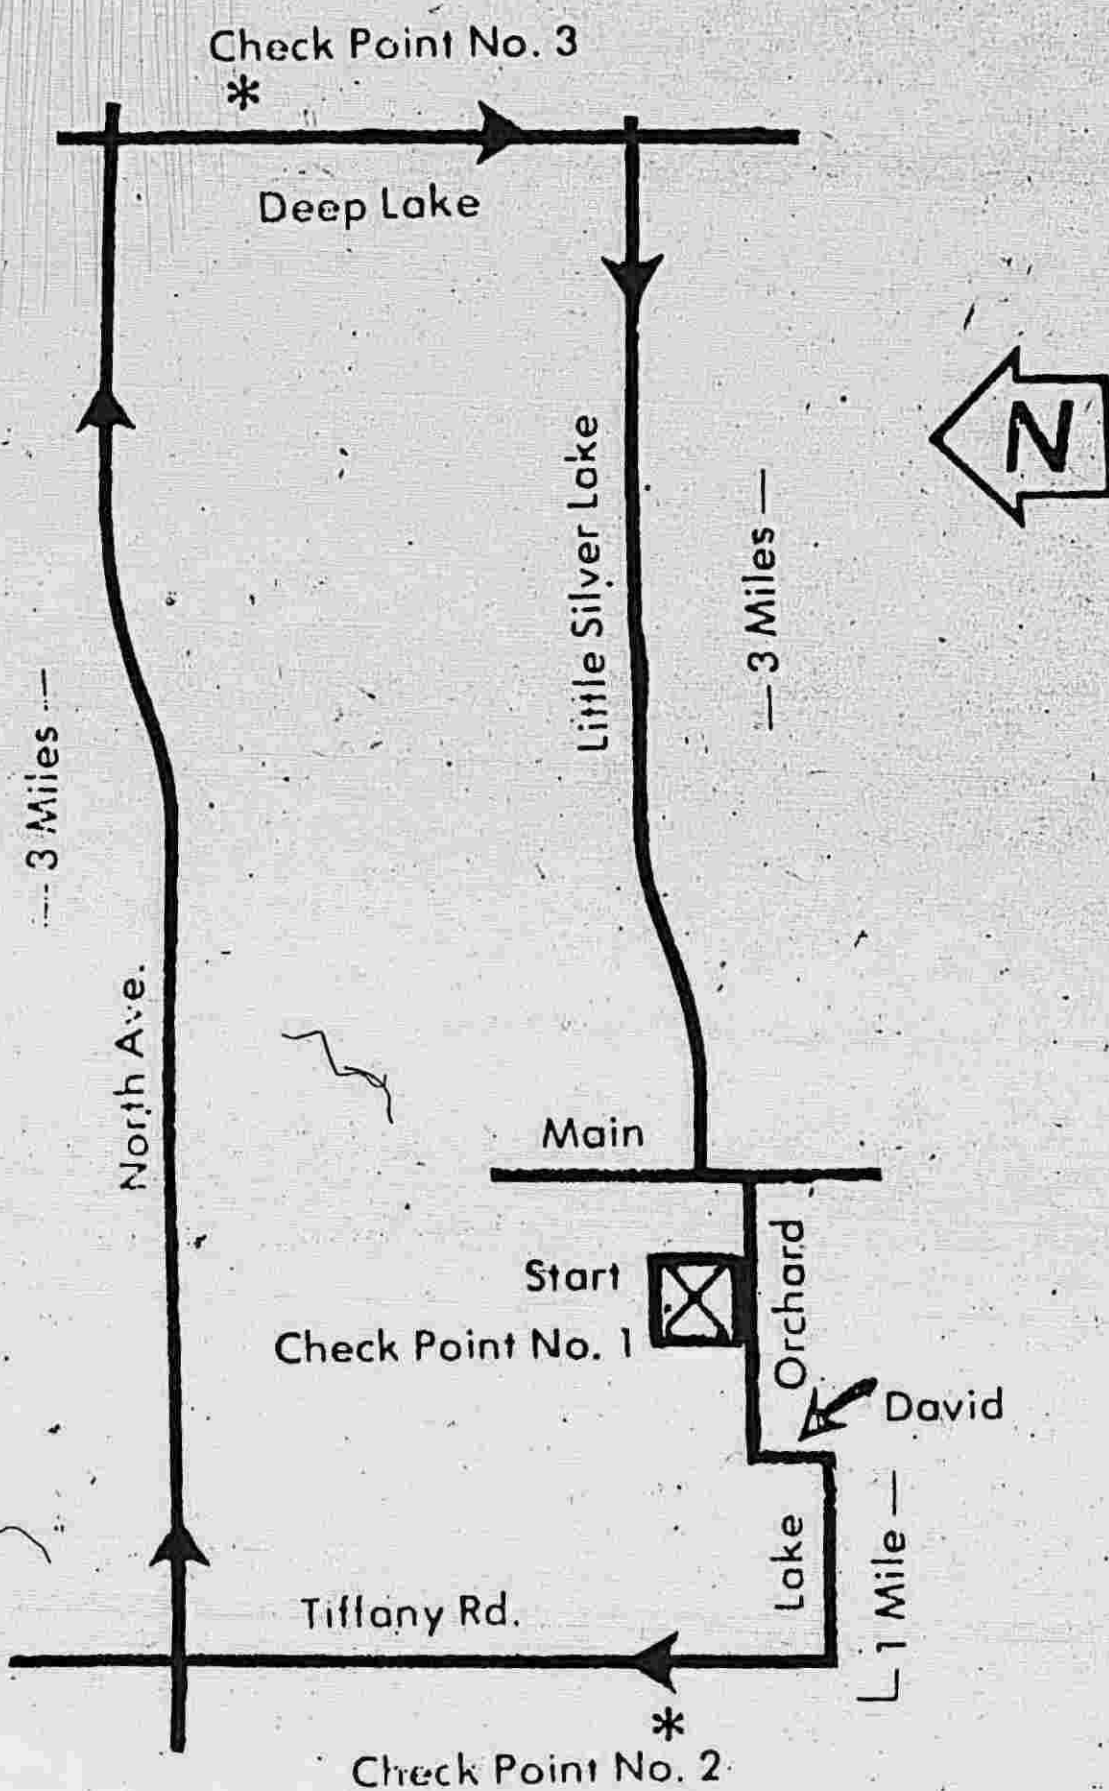 Check Point No. 3
*
Deep Lake
Little Silver Lake
— 3 Miles —
N
— 3 Miles —
North Ave.
Main
Start
Check Point No. 1
Orchard
David
Lake
1 Mile —
Tiffany Rd.
*
Check Point No. 2